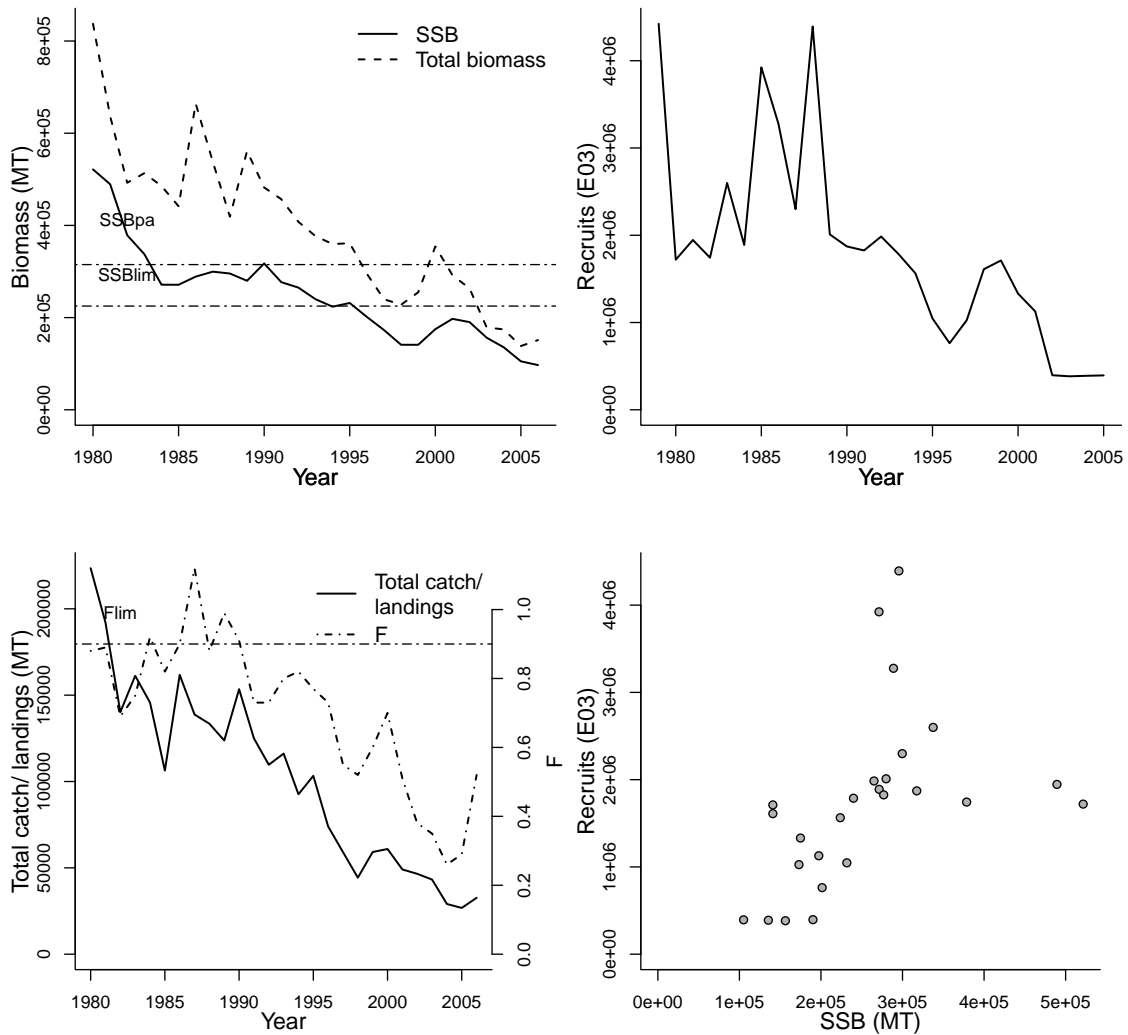 SSB
Total biomass
Biomass (MT)
8e+05
6e+05
4e+05
2e+05
0e+00
SSBpa
SSBlim
1980 1985 1990 1995 2000 2005
Year
Recruits (E03)
4e+06
3e+06
2e+06
1e+06
0e+00
1980 1985 1990 1995 2000 2005
Year
Total catch/
landings
F
Total catch/ landings (MT)
200000
150000
100000
50000
0
Flim
1.0
0.8
0.6
0.4
0.2
0.0
F
1980 1985 1990 1995 2000 2005
Year
Recruits (E03)
4e+06
3e+06
2e+06
1e+06
0e+00
0e+00 1e+05 2e+05 3e+05 4e+05 5e+05
SSB (MT)